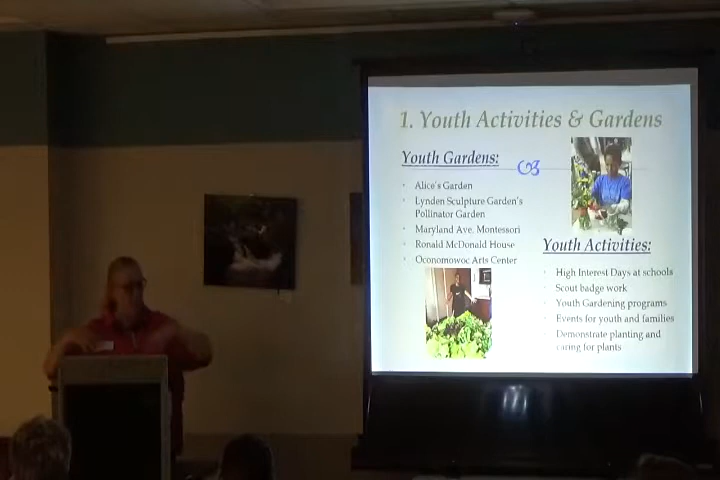 1. Youth Activities & Gardens
Youth Gardens:
Alice's Garden
Lynden Sculpture Garden's
Pollinator Garden
Maryland Ave. Montessori
Ronald McDonald House
Oconomowoc Arts Center
Youth Activities:
High Interest Days at schools
Scout badge work
Youth Gardening programs
Events for youth and families
Demonstrate planting and
caring for plants